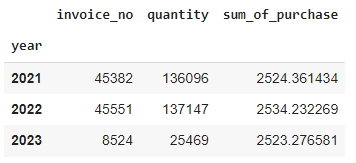 invoice_no quantity sum_of_purchase
year
2021 45382 136096 2524.361434
2022 45551 137147 2534.232269
2023 8524 25469 2523.276581